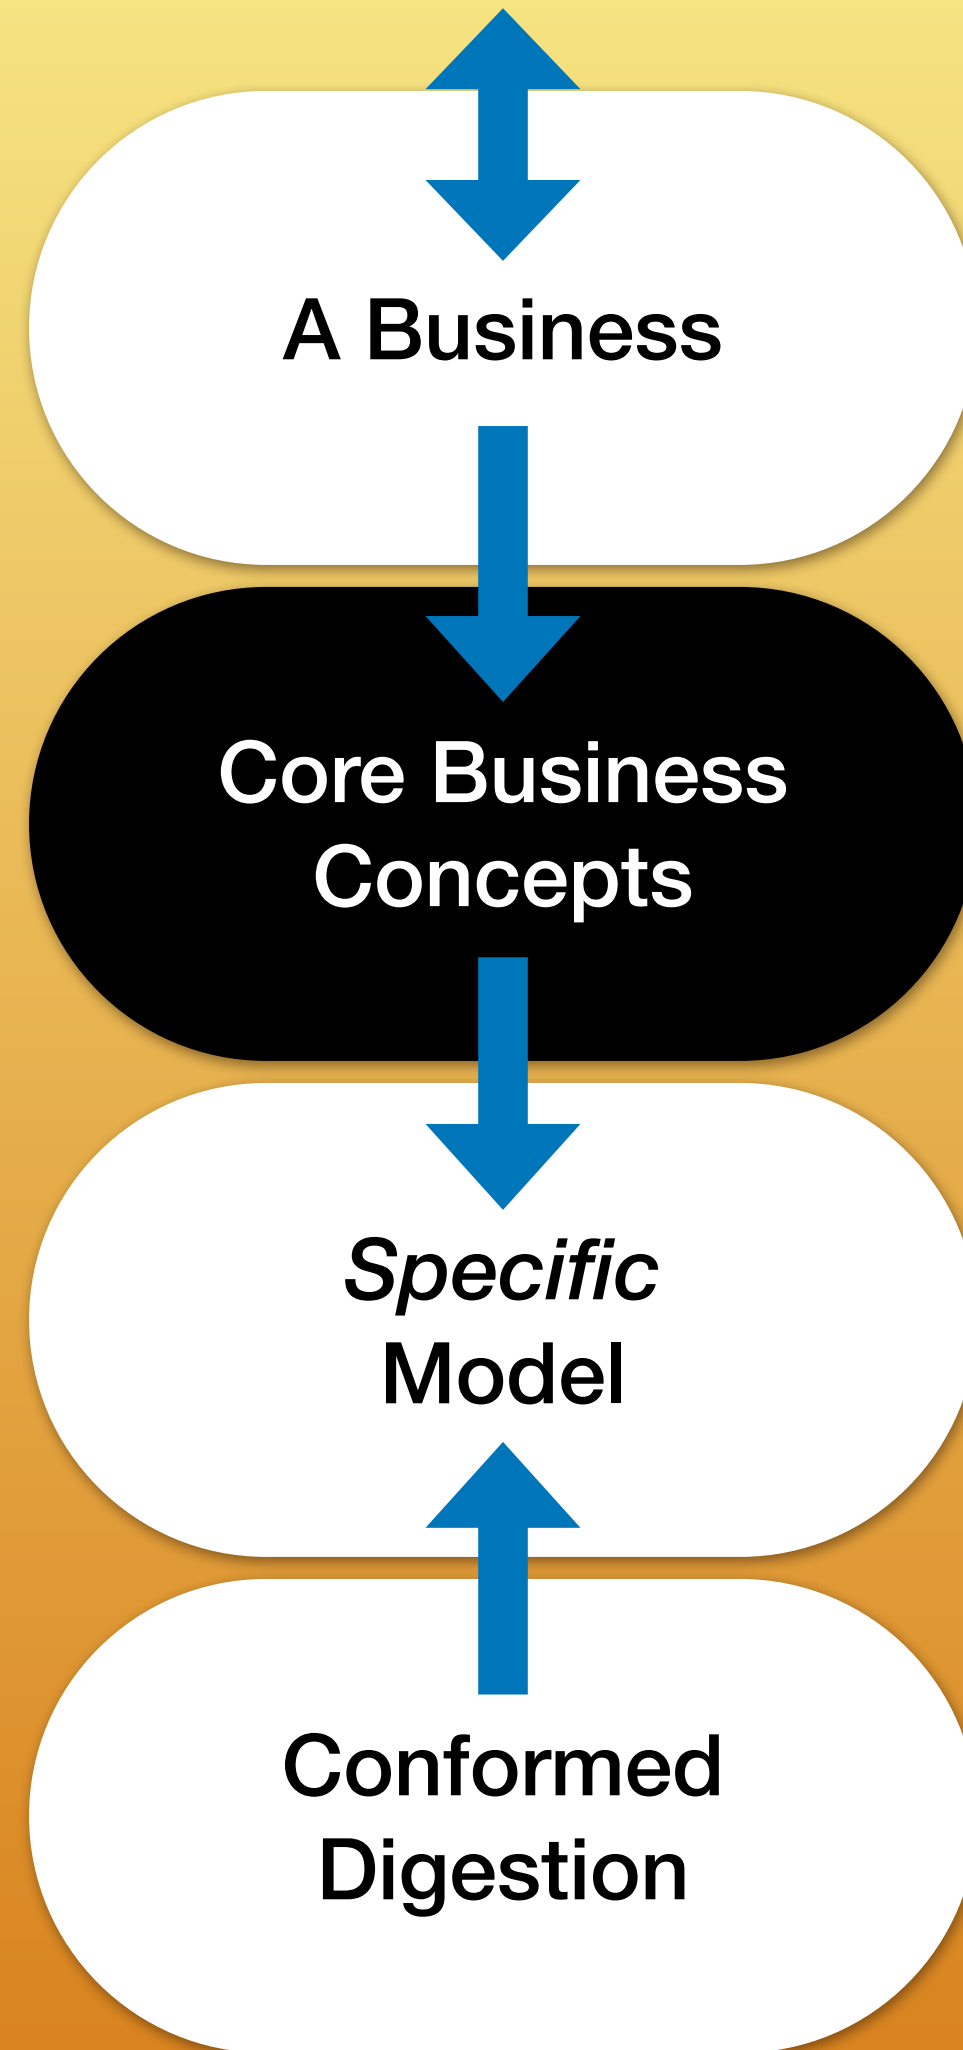 A Business
Core Business
Concepts
Specific
Model
Conformed
Digestion